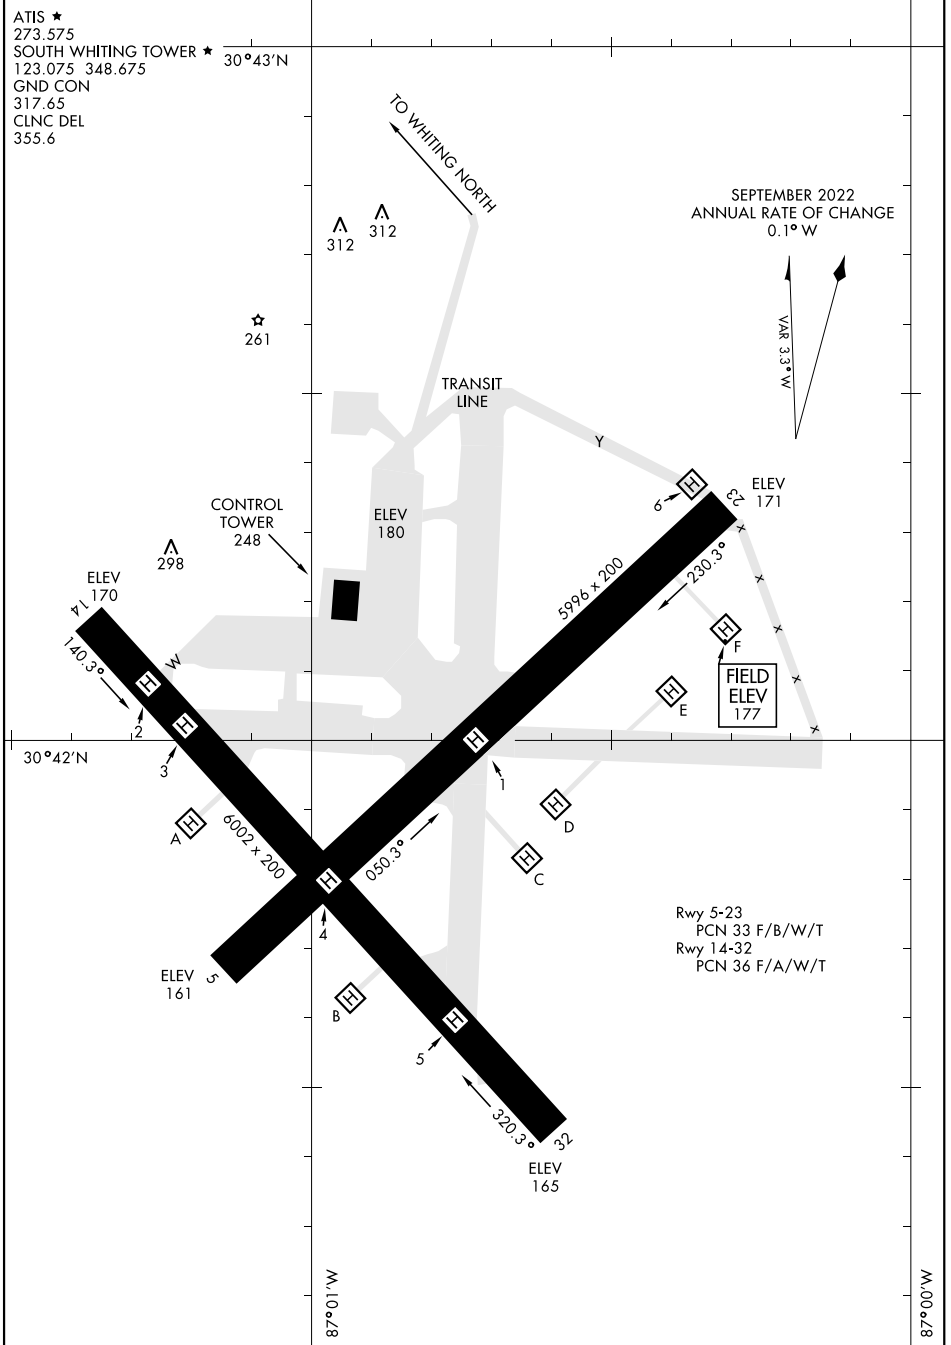 ATIS ★
273.575
SOUTH WHITING TOWER ★
123.075 348.675
GND CON
317.65
CLNC DEL
355.6
30°43'N
TO WHITING NORTH
SEPTEMBER 2022
ANNUAL RATE OF CHANGE
0.1° W
VAR 3.3° W
312
312
261
TRANSIT
LINE
Y
CONTROL
TOWER
248
ELEV
180
298
H
6
23
ELEV
171
ELEV
170
14
140.3°
W
5996 x 200
230.3°
H
F
FIELD
ELEV
177
H
E
H
2
H
3
30°42'N
H
1
H
A
6002 x 200
050.3°
H
D
H
C
H
4
Rwy 5-23
PCN 33 F/B/W/T
Rwy 14-32
PCN 36 F/A/W/T
ELEV
161
5
H
B
H
5
320.3°
32
ELEV
165
87°01'W
87°00'W
x
x
x
x
x